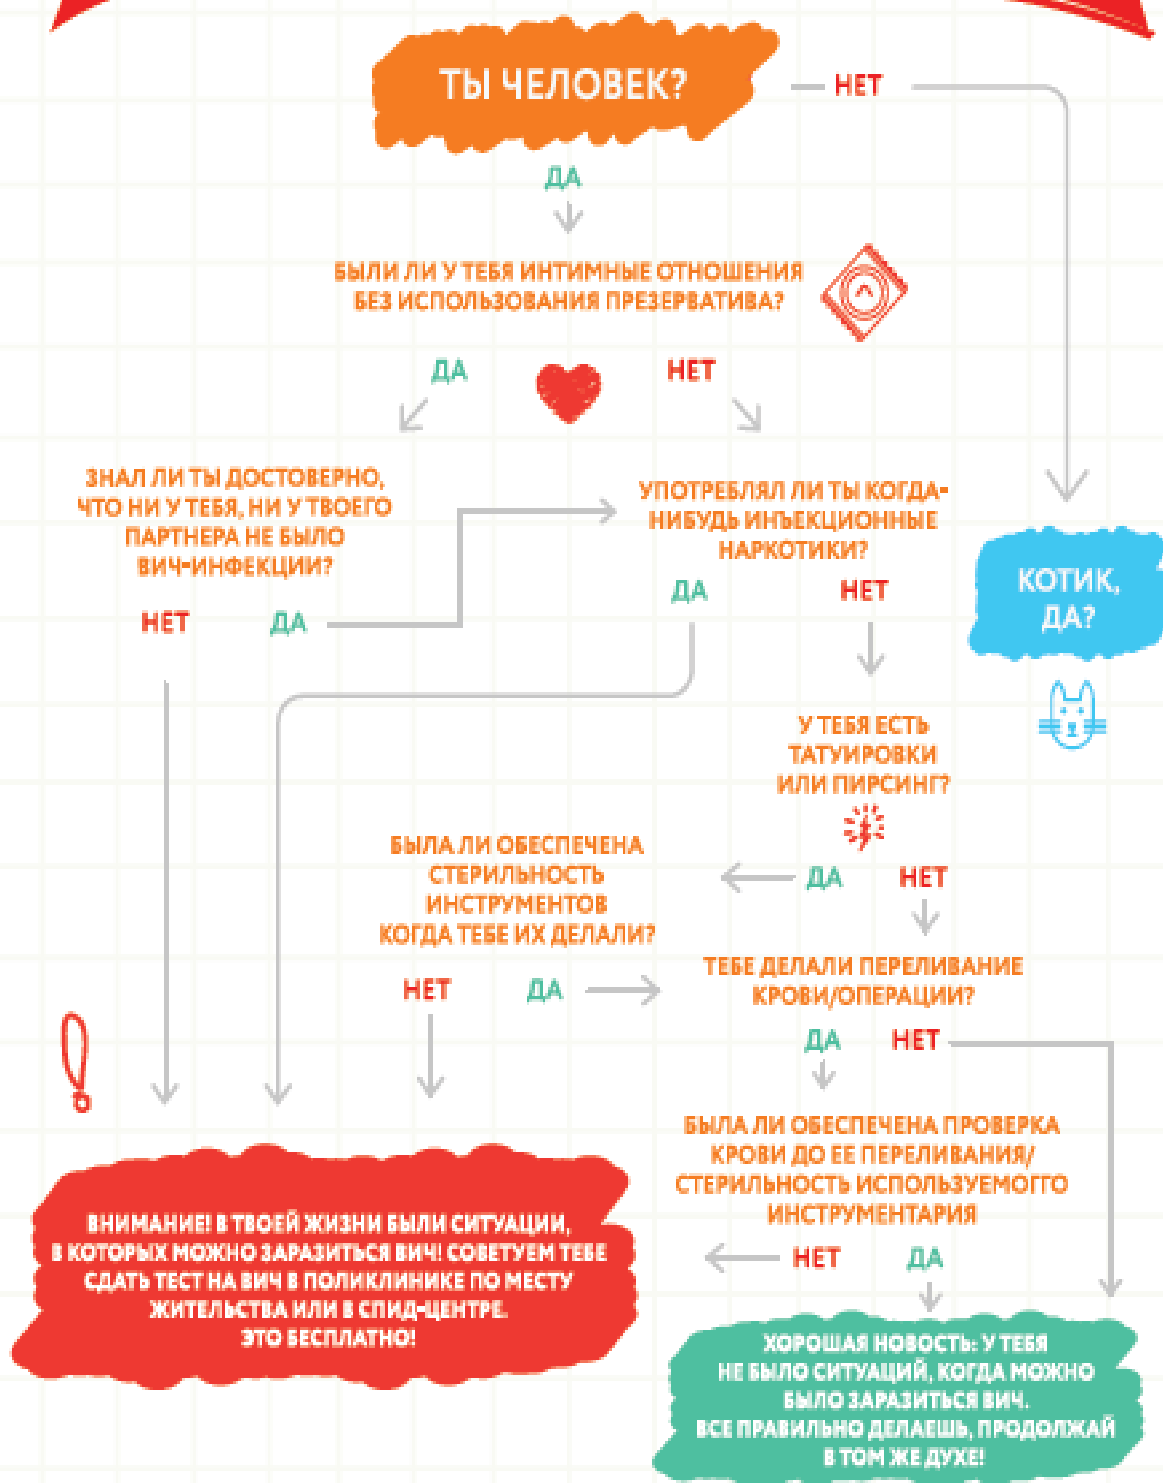 ТЫ ЧЕЛОВЕК?
НЕТ
ДА
БЫЛИ ЛИ У ТЕБЯ ИНТИМНЫЕ ОТНОШЕНИЯ
БЕЗ ИСПОЛЬЗОВАНИЯ ПРЕЗЕРВАТИВА?
ДА
НЕТ
ЗНАЛ ЛИ ТЫ ДОСТОВЕРНО,
ЧТО НИ У ТЕБЯ, НИ У ТВОЕГО
ПАРТНЕРА НЕ БЫЛО
ВИЧ-ИНФЕКЦИИ?
НЕТ
ДА
УПОТРЕБЛЯЛ ЛИ ТЫ КОГДА-
НИБУДЬ ИНЪЕКЦИОННЫЕ
НАРКОТИКИ?
ДА
НЕТ
КОТИК,
ДА?
У ТЕБЯ ЕСТЬ
ТАТУИРОВКИ
ИЛИ ПИРСИНГ?
ДА
НЕТ
БЫЛА ЛИ ОБЕСПЕЧЕНА
СТЕРИЛЬНОСТЬ
ИНСТРУМЕНТОВ
КОГДА ТЕБЕ ИХ ДЕЛАЛИ?
НЕТ
ДА
ТЕБЕ ДЕЛАЛИ ПЕРЕЛИВАНИЕ
КРОВИ/ОПЕРАЦИИ?
ДА
НЕТ
БЫЛА ЛИ ОБЕСПЕЧЕНА ПРОВЕРКА
КРОВИ ДО ЕЕ ПЕРЕЛИВАНИЯ/
СТЕРИЛЬНОСТЬ ИСПОЛЬЗУЕМОГГО
ИНСТРУМЕНТАРИЯ
НЕТ
ДА
ВНИМАНИЕ! В ТВОЕЙ ЖИЗНИ БЫЛИ СИТУАЦИИ,
В КОТОРЫХ МОЖНО ЗАРАЗИТЬСЯ ВИЧ! СОВЕТУЕМ ТЕБЕ
СДАТЬ ТЕСТ НА ВИЧ В ПОЛИКЛИНИКЕ ПО МЕСТУ
ЖИТЕЛЬСТВА ИЛИ В СПИД-ЦЕНТРЕ.
ЭТО БЕСПЛАТНО!
ХОРОШАЯ НОВОСТЬ: У ТЕБЯ
НЕ БЫЛО СИТУАЦИЙ, КОГДА МОЖНО
БЫЛО ЗАРАЗИТЬСЯ ВИЧ.
ВСЕ ПРАВИЛЬНО ДЕЛАЕШЬ, ПРОДОЛЖАЙ
В ТОМ ЖЕ ДУХЕ!